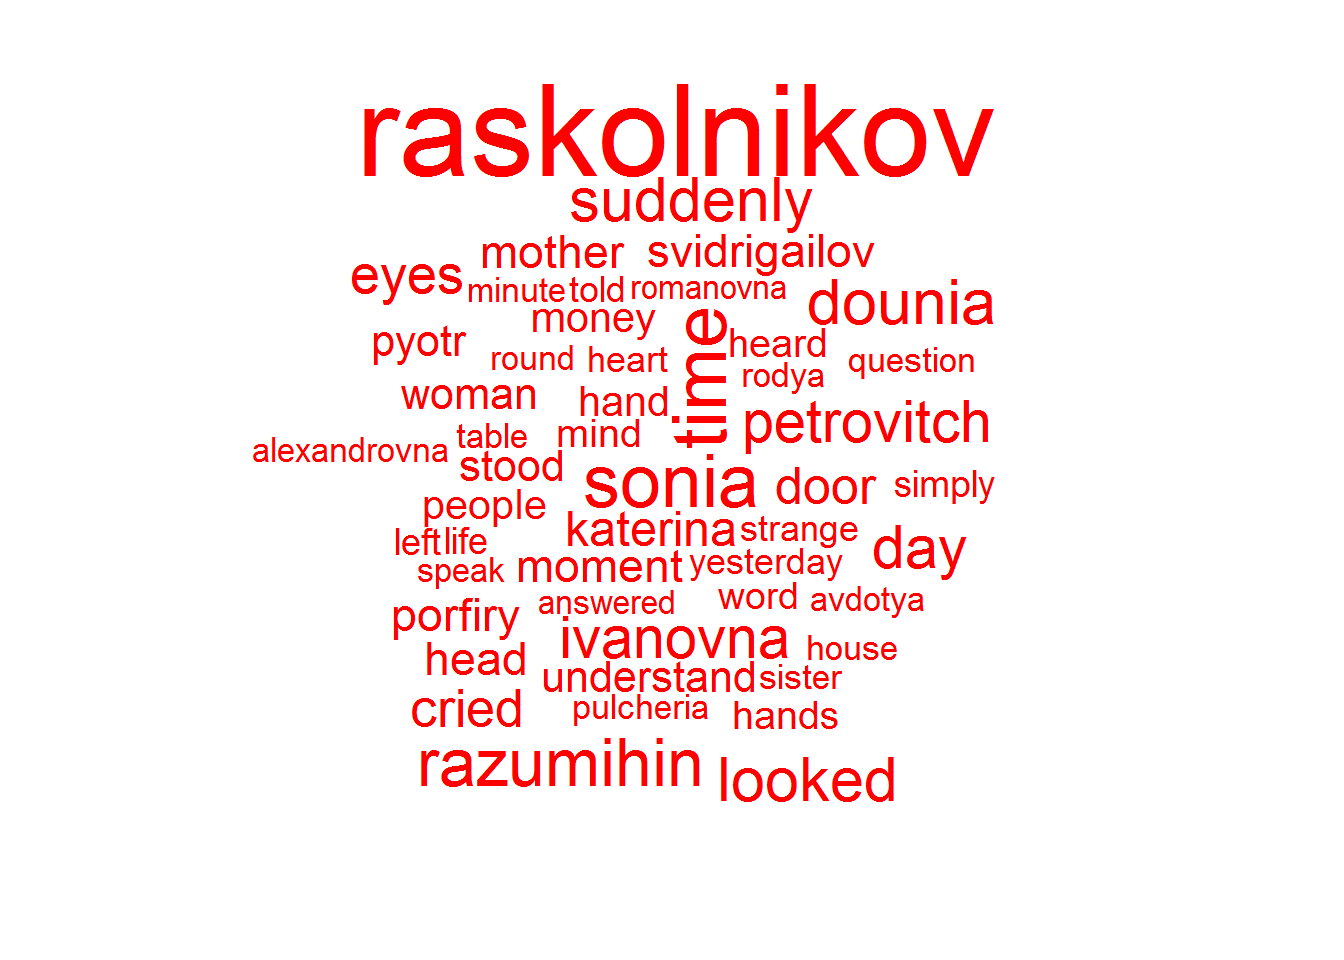 raskolnikov
suddenly
mother svidrigailov
eyes minute told romanovna dounia
money time
pyotr round heart heard question
rodya
woman hand petrovitch
alexandrovna table mind
stood sonia door simply
people
katerina strange day
left life
speak moment yesterday
porfiry answered word avdotya
ivanovna house
head understand sister
cried pulcheria hands
razumihin looked